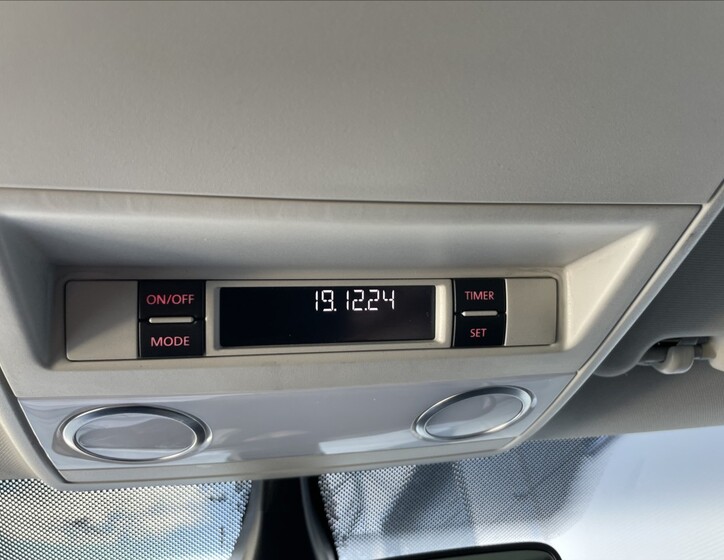 ON/OFF
MODE
19.12.24
TIMER
SET